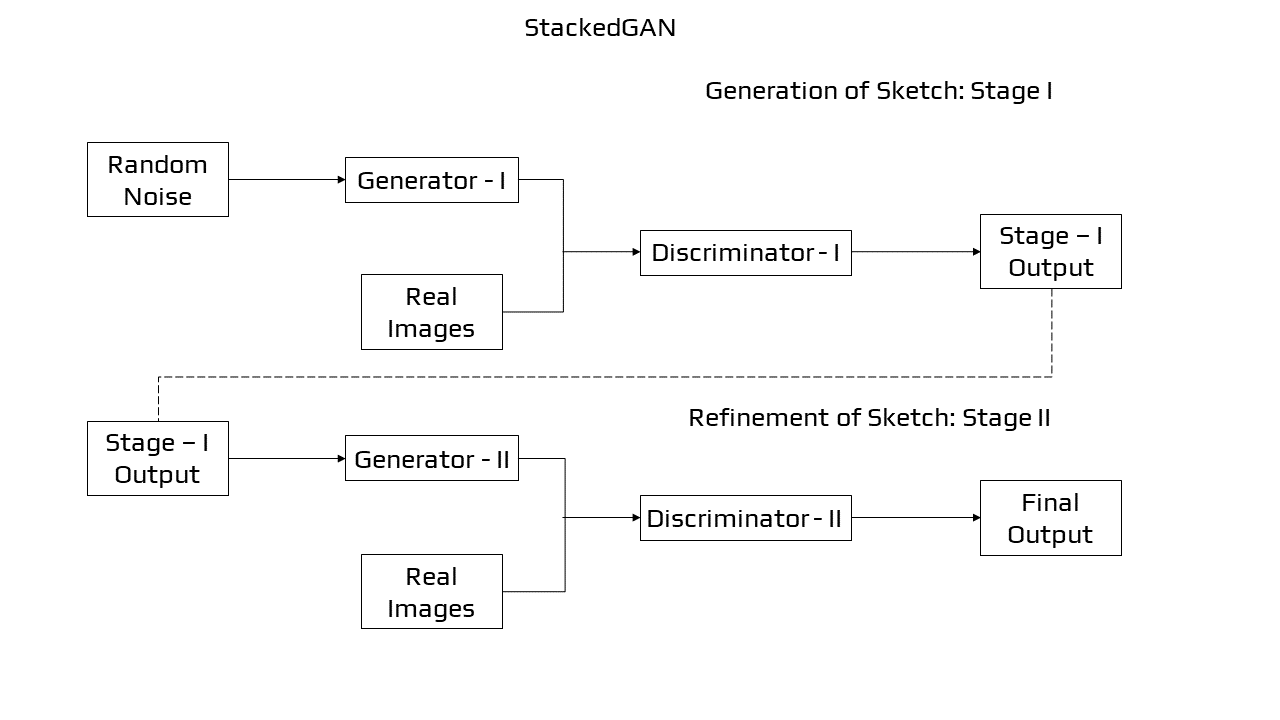 StackedGAN
Generation of Sketch: Stage I
Random
Noise
Generator - I
Real
Images
Discriminator - I
Stage – I
Output
Refinement of Sketch: Stage II
Stage – I
Output
Generator - II
Real
Images
Discriminator - II
Final
Output